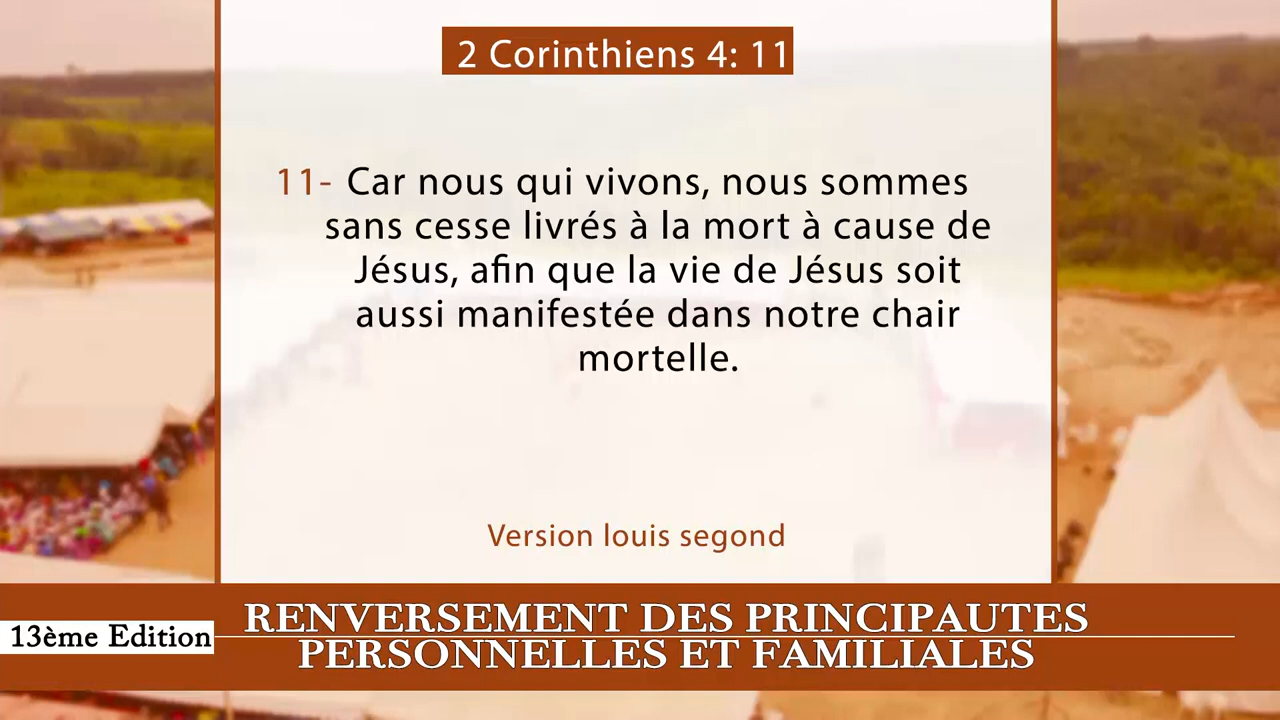 2 Corinthiens 4: 11
11- Car nous qui vivons, nous sommes
sans cesse livrés à la mort à cause de
Jésus, afin que la vie de Jésus soit
aussi manifestée dans notre chair
mortelle.
Version louis segond
13ème Edition
RENVERSEMENT DES PRINCIPAUTES
PERSONNELLES ET FAMILIALES